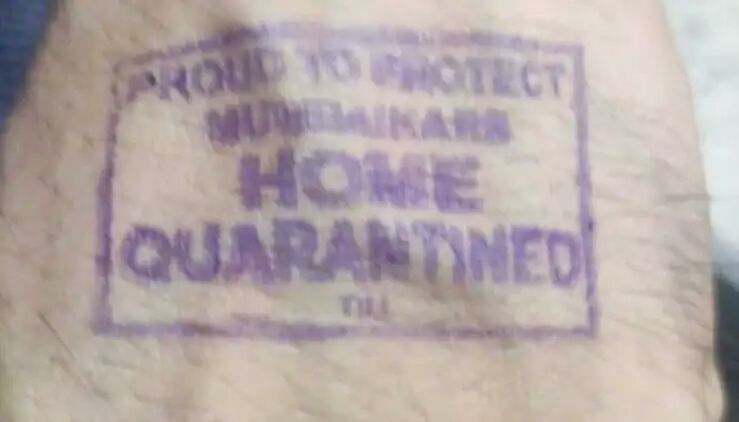 PROUD TO PROTECT
MUMBAIKARS
HOME
QUARANTINED
TILL